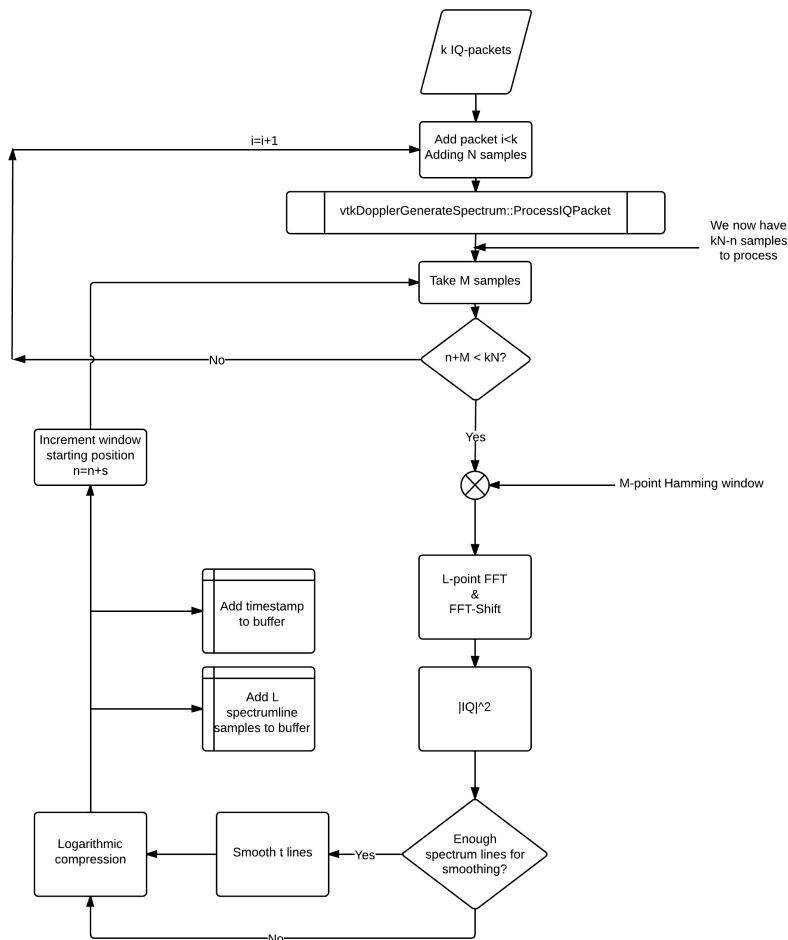 k IQ-packets
i=i+1
Add packet i<k
Adding N samples
vtkDopplerGenerateSpectrum::ProcessIQPacket
We now have
kN-n samples
to process
Take M samples
n+M < kN?
No
Yes
Increment window
starting position
n=n+s
M-point Hamming window
L-point FFT
&
FFT-Shift
Add timestamp
to buffer
|IQ|^2
Add L
spectrumline
samples to buffer
Enough
spectrum lines for
smoothing?
Yes
Smooth t lines
Logarithmic
compression
No